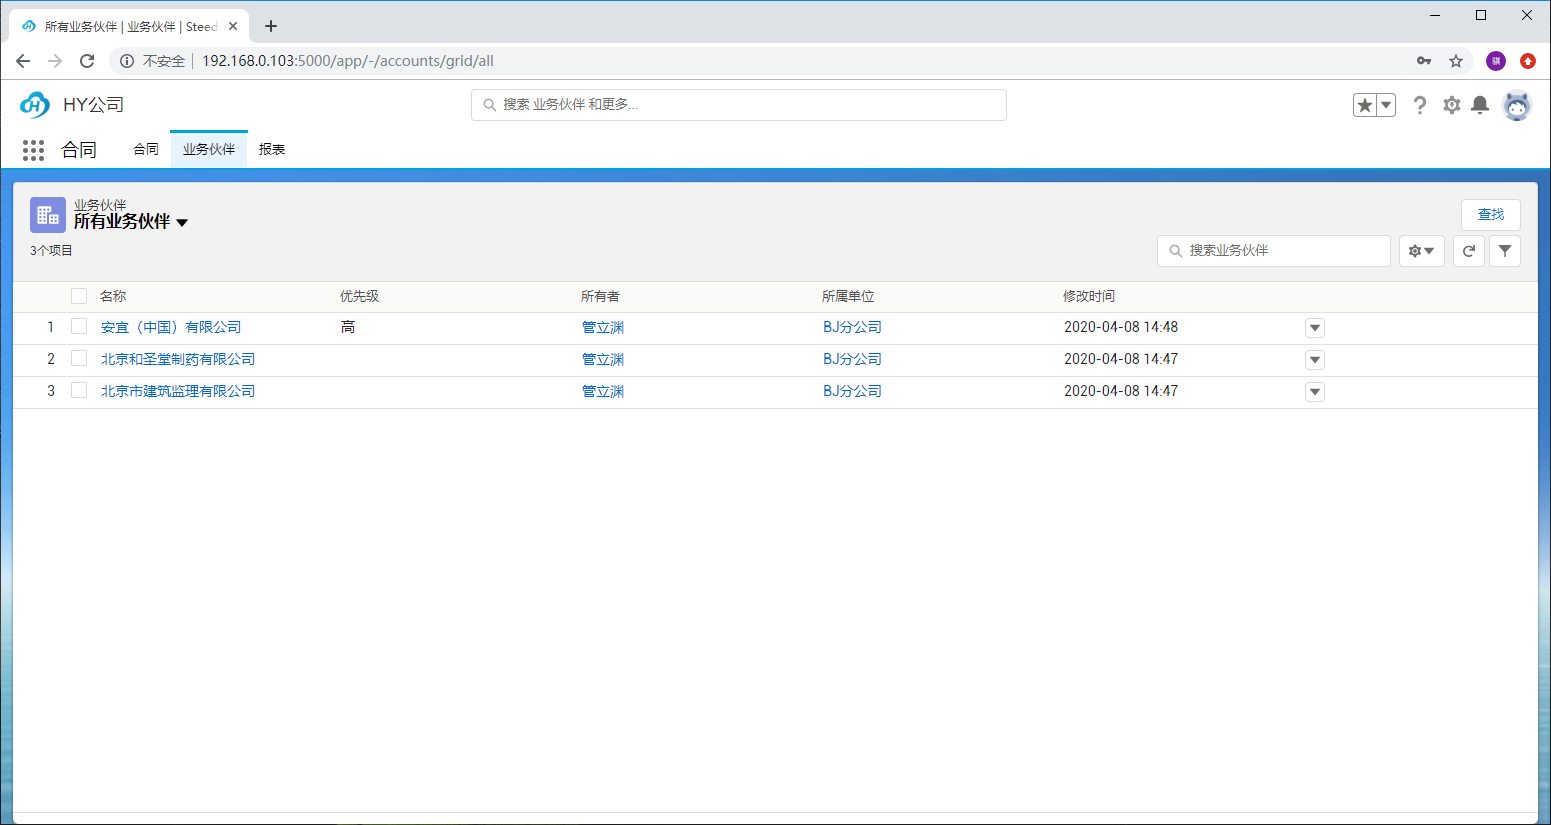 所有业务伙伴 | 业务伙伴 | Steed
不安全 192.168.0.103:5000/app/-/accounts/grid/all
HY公司
搜索 业务伙伴 和更多...
合同 合同 业务伙伴 报表
业务伙伴
所有业务伙伴
查找
3个项目
搜索业务伙伴
名称 优先级 所有者 所属单位 修改时间
1 安宜（中国）有限公司 高 管立渊 BJ分公司 2020-04-08 14:48
2 北京和圣堂制药有限公司 管立渊 BJ分公司 2020-04-08 14:47
3 北京市建筑监理有限公司 管立渊 BJ分公司 2020-04-08 14:47